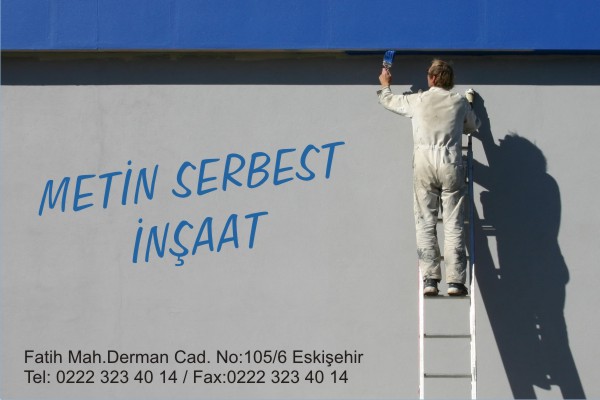 METİN SERBEST
İNŞAAT
Fatih Mah.Derman Cad. No:105/6 Eskişehir
Tel: 0222 323 40 14 / Fax:0222 323 40 14